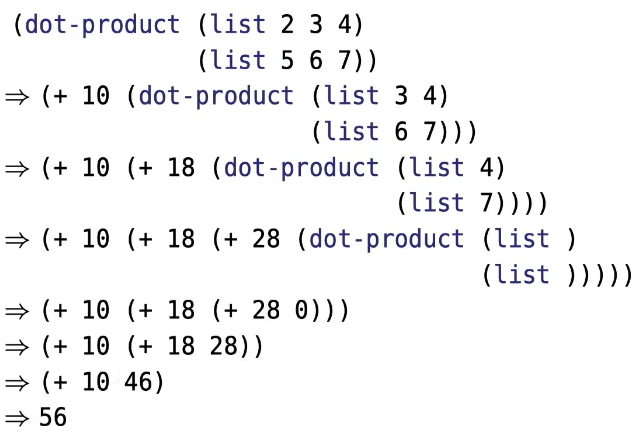 (dot-product (list 2 3 4)
(list 5 6 7))
⇒ (+ 10 (dot-product (list 3 4)
(list 6 7)))
⇒ (+ 10 (+ 18 (dot-product (list 4)
(list 7))))
⇒ (+ 10 (+ 18 (+ 28 (dot-product (list )
(list )))))
⇒ (+ 10 (+ 18 (+ 28 0)))
⇒ (+ 10 (+ 18 28))
⇒ (+ 10 46)
⇒ 56